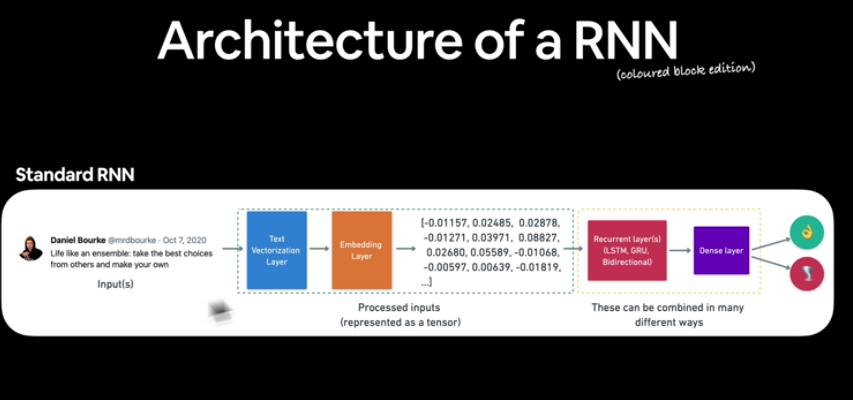 Architecture of a RNN
(coloured block edition)
Standard RNN
Daniel Bourke @mrdbourke · Oct 7, 2020
Life like an ensemble: take the best choices
from others and make your own
Input(s)
Text
Vectorization
Layer
Embedding
Layer
[-0.01157, 0.02485, 0.02878,
-0.01271, 0.03971, 0.08827,
0.02680, 0.05589, -0.01068,
-0.00597, 0.00639, -0.01819,
...]
Processed inputs
(represented as a tensor)
Recurrent layer(s)
(LSTM, GRU,
Bidirectional)
Dense layer
These can be combined in many
different ways